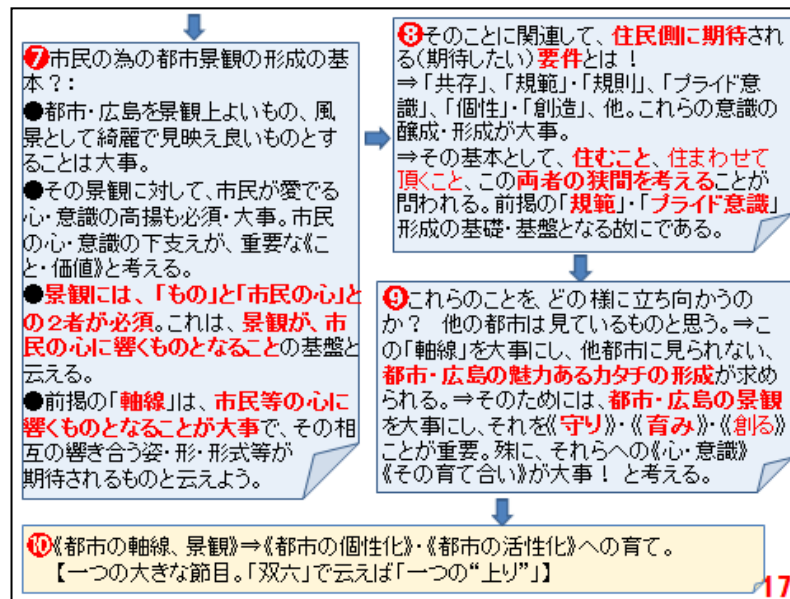 ❼市民の為の都市景観の形成の基
本？：
●都市・広島を景観上よいもの、風
景として綺麗で見映え良いものとす
ることは大事。
●その景観に対して、市民が愛でる
心・意識の高揚も必須・大事。市民
の心・意識の下支えが、重要な《こ
と・価値》と考える。
●景観には、「もの」と「市民の心」と
の２者が必須。これは、景観が、市
民の心に響くものとなることの基盤と
云える。
●前掲の「軸線」は、市民等の心に
響くものとなることが大事で、その相
互の響き合う姿・形・形式等が
期待されるものと云えよう。
❽そのことに関連して、住民側に期待され
る(期待したい)要件とは！
⇒「共存」、「規範」・「規則」、「プライド意
識」、「個性」・「創造」、他。これらの意識の
醸成・形成が大事。
⇒その基本として、住むこと、住まわせて
頂くこと、この両者の狭間を考えることが
問われる。前掲の「規範」・「プライド意識」
形成の基礎・基盤となる故にである。
❾これらのことを、どの様に立ち向かうの
か？ 他の都市は見ているものと思う。⇒こ
の「軸線」を大事にし、他都市に見られない、
都市・広島の魅力あるカタチの形成が求め
られる。⇒そのためには、都市・広島の景観
を大事にし、それを《守り》・《育み》・《創る》
ことが重要。殊に、それらへの《心・意識》
《その育て合い》が大事！ と考える。
❿《都市の軸線、景観》⇒《都市の個性化》・《都市の活性化》への育て。
【一つの大きな節目。「双六」で云えば「一つの“上り”」】
17